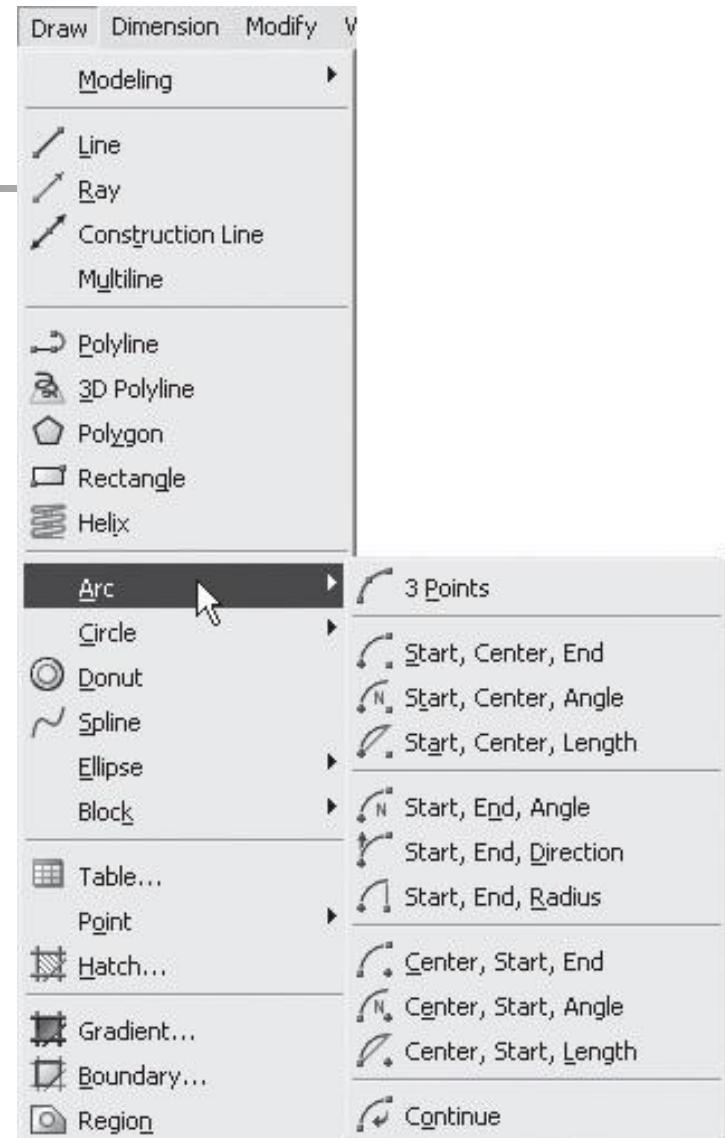 Draw Dimension Modify
Modeling
Line
Ray
Construction Line
Multiline
Polyline
3D Polyline
Polygon
Rectangle
Helix
Arc
Circle
Donut
Spline
Ellipse
Block
Table...
Point
Hatch...
Gradient...
Boundary...
Region
3 Points
Start, Center, End
Start, Center, Angle
Start, Center, Length
Start, End, Angle
Start, End, Direction
Start, End, Radius
Center, Start, End
Center, Start, Angle
Center, Start, Length
Continue